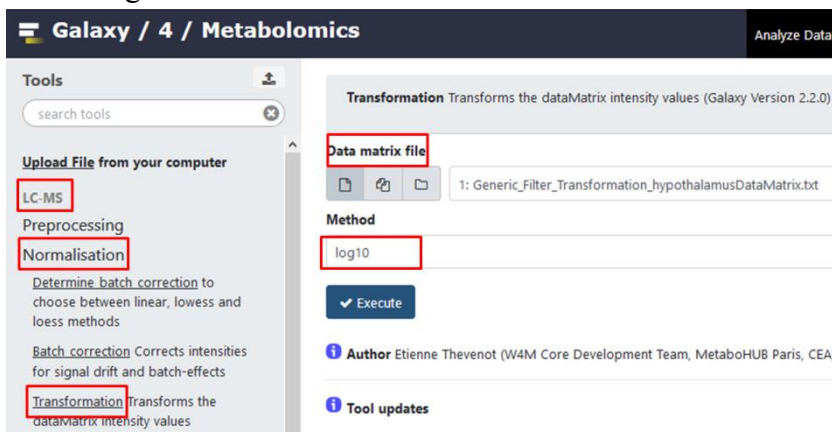 Galaxy / 4 / Metabolomics
Analyze Data
Tools
search tools
Upload File from your computer
LC-MS
Preprocessing
Normalisation
Determine batch correction to
choose between linear, lowess and
loess methods
Batch correction Corrects intensities
for signal drift and batch-effects
Transformation Transforms the
dataMatrix intensity values
Transformation Transforms the dataMatrix intensity values (Galaxy Version 2.2.0)
Data matrix file
1: Generic_Filter_Transformation_hypothalamusDataMatrix.txt
Method
log10
Execute
Author Etienne Thevenot (W4M Core Development Team, MetaboHUB Paris, CEA
Tool updates